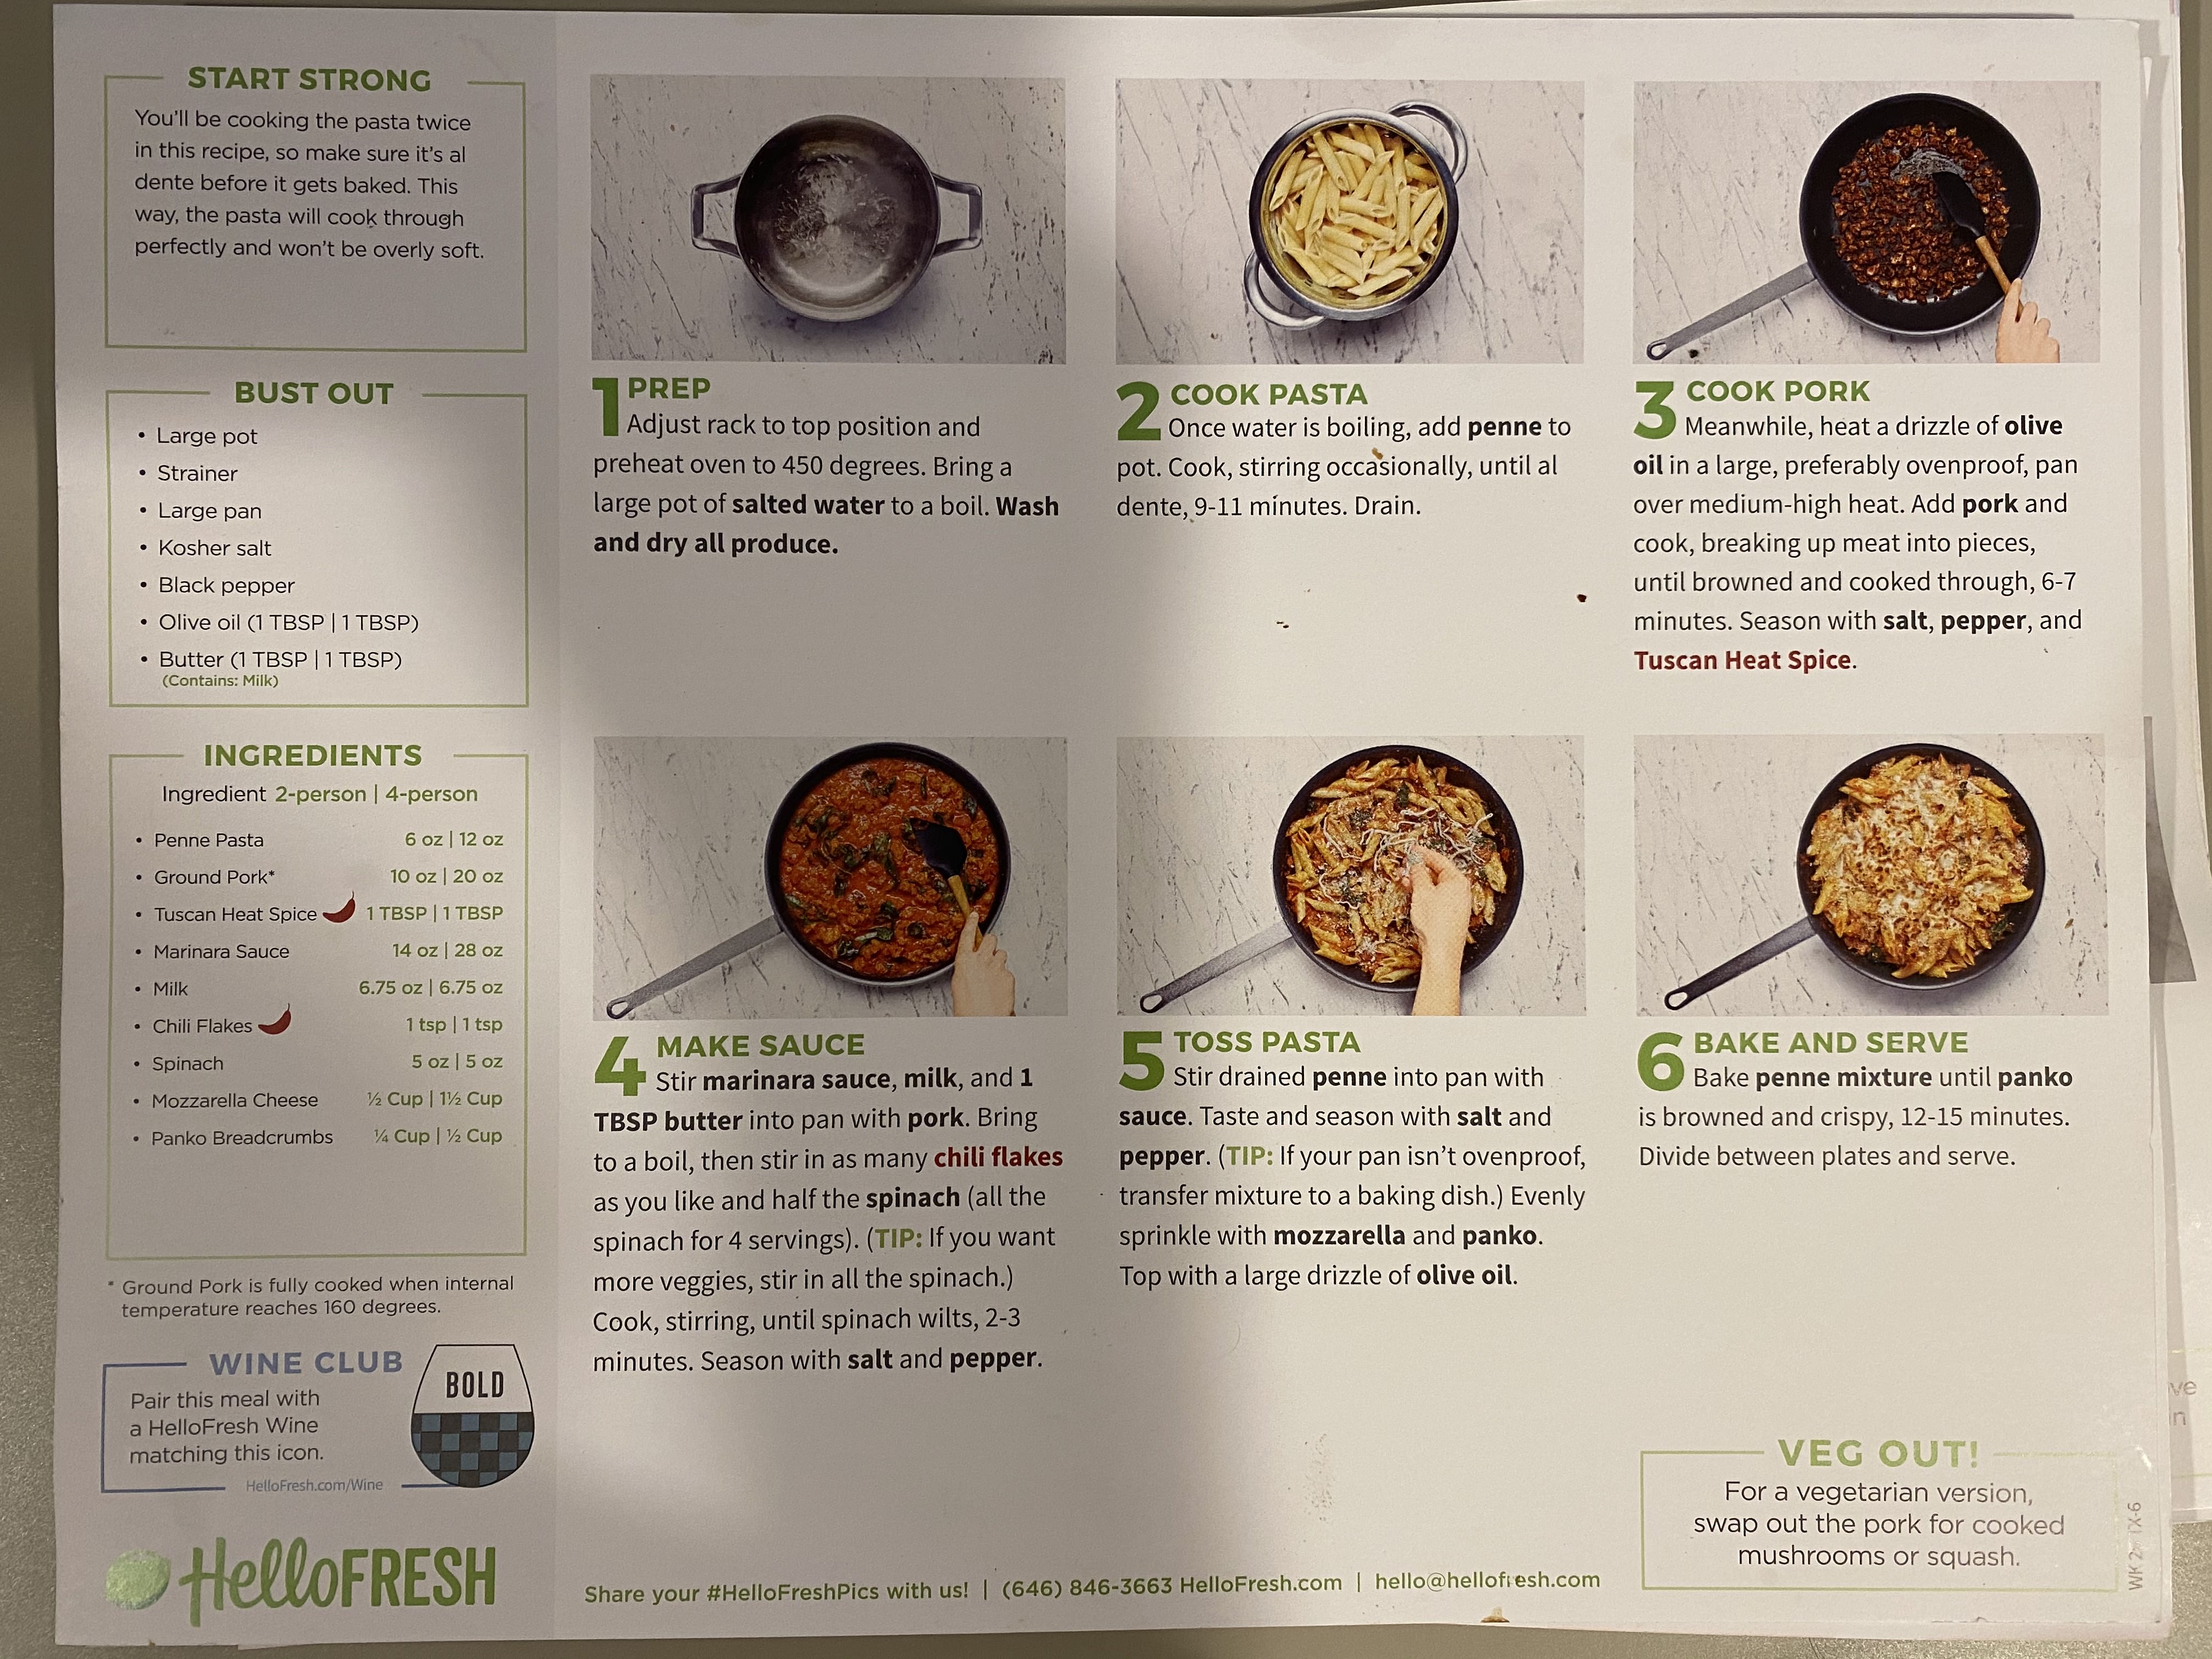 START STRONG
You'll be cooking the pasta twice
in this recipe, so make sure it's al
dente before it gets baked. This
way, the pasta will cook through
perfectly and won't be overly soft.
BUST OUT
• Large pot
• Strainer
• Large pan
• Kosher salt
• Black pepper
• Olive oil (1 TBSP | 1 TBSP)
• Butter (1 TBSP | 1 TBSP)
(Contains: Milk)
INGREDIENTS
Ingredient 2-person | 4-person
• Penne Pasta 6 oz | 12 oz
• Ground Pork* 10 oz | 20 oz
• Tuscan Heat Spice 1 TBSP | 1 TBSP
• Marinara Sauce 14 oz | 28 oz
• Milk 6.75 oz | 6.75 oz
• Chili Flakes 1 tsp | 1 tsp
• Spinach 5 oz | 5 oz
• Mozzarella Cheese ½ Cup | 1½ Cup
• Panko Breadcrumbs ¼ Cup | ½ Cup
* Ground Pork is fully cooked when internal
temperature reaches 160 degrees.
WINE CLUB
Pair this meal with
a HelloFresh Wine
matching this icon.
HelloFresh.com/Wine
BOLD
HelloFRESH
1 PREP
Adjust rack to top position and
preheat oven to 450 degrees. Bring a
large pot of salted water to a boil. Wash
and dry all produce.
2 COOK PASTA
Once water is boiling, add penne to
pot. Cook, stirring occasionally, until al
dente, 9-11 minutes. Drain.
3 COOK PORK
Meanwhile, heat a drizzle of olive
oil in a large, preferably ovenproof, pan
over medium-high heat. Add pork and
cook, breaking up meat into pieces,
until browned and cooked through, 6-7
minutes. Season with salt, pepper, and
Tuscan Heat Spice.
4 MAKE SAUCE
Stir marinara sauce, milk, and 1
TBSP butter into pan with pork. Bring
to a boil, then stir in as many chili flakes
as you like and half the spinach (all the
spinach for 4 servings). (TIP: If you want
more veggies, stir in all the spinach.)
Cook, stirring, until spinach wilts, 2-3
minutes. Season with salt and pepper.
5 TOSS PASTA
Stir drained penne into pan with
sauce. Taste and season with salt and
pepper. (TIP: If your pan isn't ovenproof,
transfer mixture to a baking dish.) Evenly
sprinkle with mozzarella and panko.
Top with a large drizzle of olive oil.
6 BAKE AND SERVE
Bake penne mixture until panko
is browned and crispy, 12-15 minutes.
Divide between plates and serve.
VEG OUT!
For a vegetarian version,
swap out the pork for cooked
mushrooms or squash.
Share your #HelloFreshPics with us! | (646) 846-3663 HelloFresh.com | hello@hellofresh.com